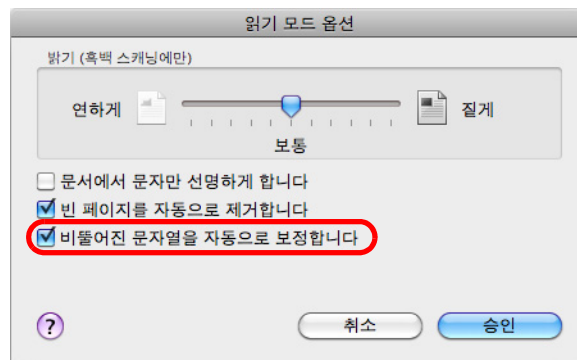 읽기 모드 옵션
밝기 (흑백 스캐닝에만)
연하게 짙게
보통
문서에서 문자만 선명하게 합니다
빈 페이지를 자동으로 제거합니다
비뚤어진 문자열을 자동으로 보정합니다
? 취소 승인